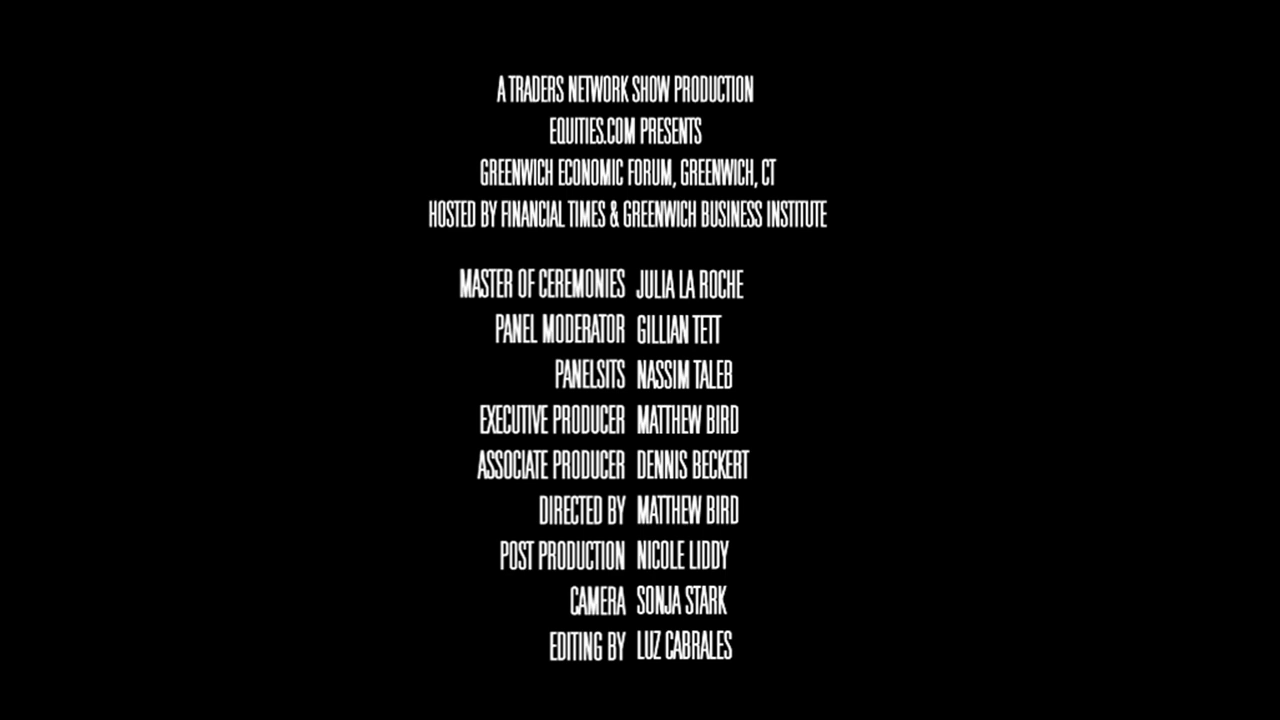 A TRADERS NETWORK SHOW PRODUCTION
EQUITIES.COM PRESENTS
GREENWICH ECONOMIC FORUM, GREENWICH, CT
HOSTED BY FINANCIAL TIMES & GREENWICH BUSINESS INSTITUTE
MASTER OF CEREMONIES JULIA LA ROCHE
PANEL MODERATOR GILLIAN TETT
PANELSITS NASSIM TALEB
EXECUTIVE PRODUCER MATTHEW BIRD
ASSOCIATE PRODUCER DENNIS BECKERT
DIRECTED BY MATTHEW BIRD
POST PRODUCTION NICOLE LIDDY
CAMERA SONJA STARK
EDITING BY LUZ CABRALES